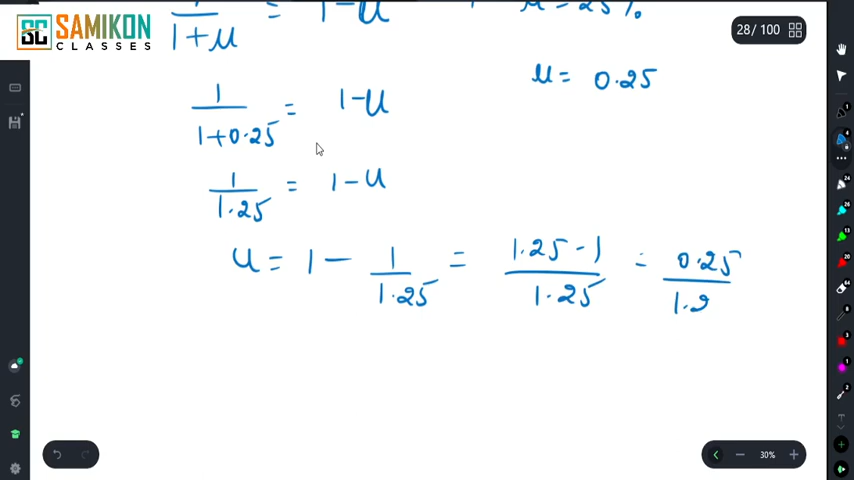 SC SAMIKON
CLASSES
28 / 100
1/(1+μ) = 1-u
μ = 25%
μ = 0.25
1/(1+0.25) = 1-u
1/1.25 = 1-u
u = 1 - 1/1.25 = (1.25-1)/1.25 = 0.25/1.2
30%